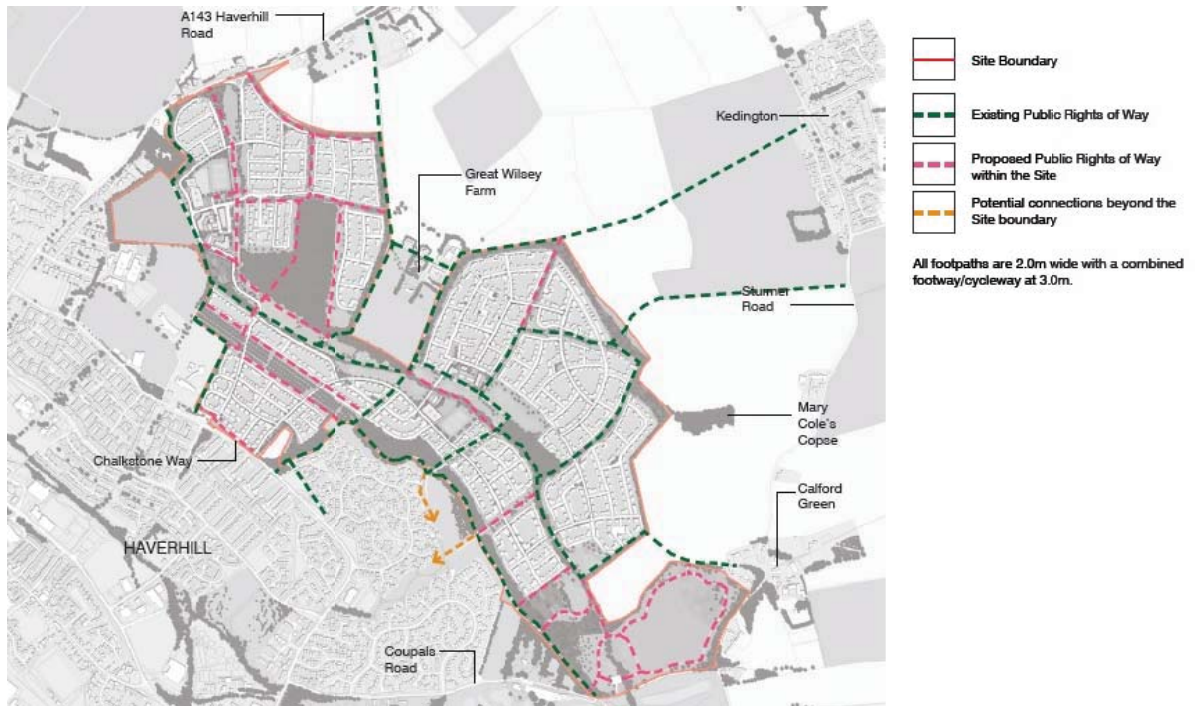 A143 Haverhill
Road
Kedington
Great Wilsey
Farm
Sturmer
Road
Mary
Cole's
Copse
Chalkstone Way
Calford
Green
HAVERHILL
Coupals
Road
Site Boundary
Existing Public Rights of Way
Proposed Public Rights of Way
within the Site
Potential connections beyond the
Site boundary
All footpaths are 2.0m wide with a combined
footway/cycleway at 3.0m.